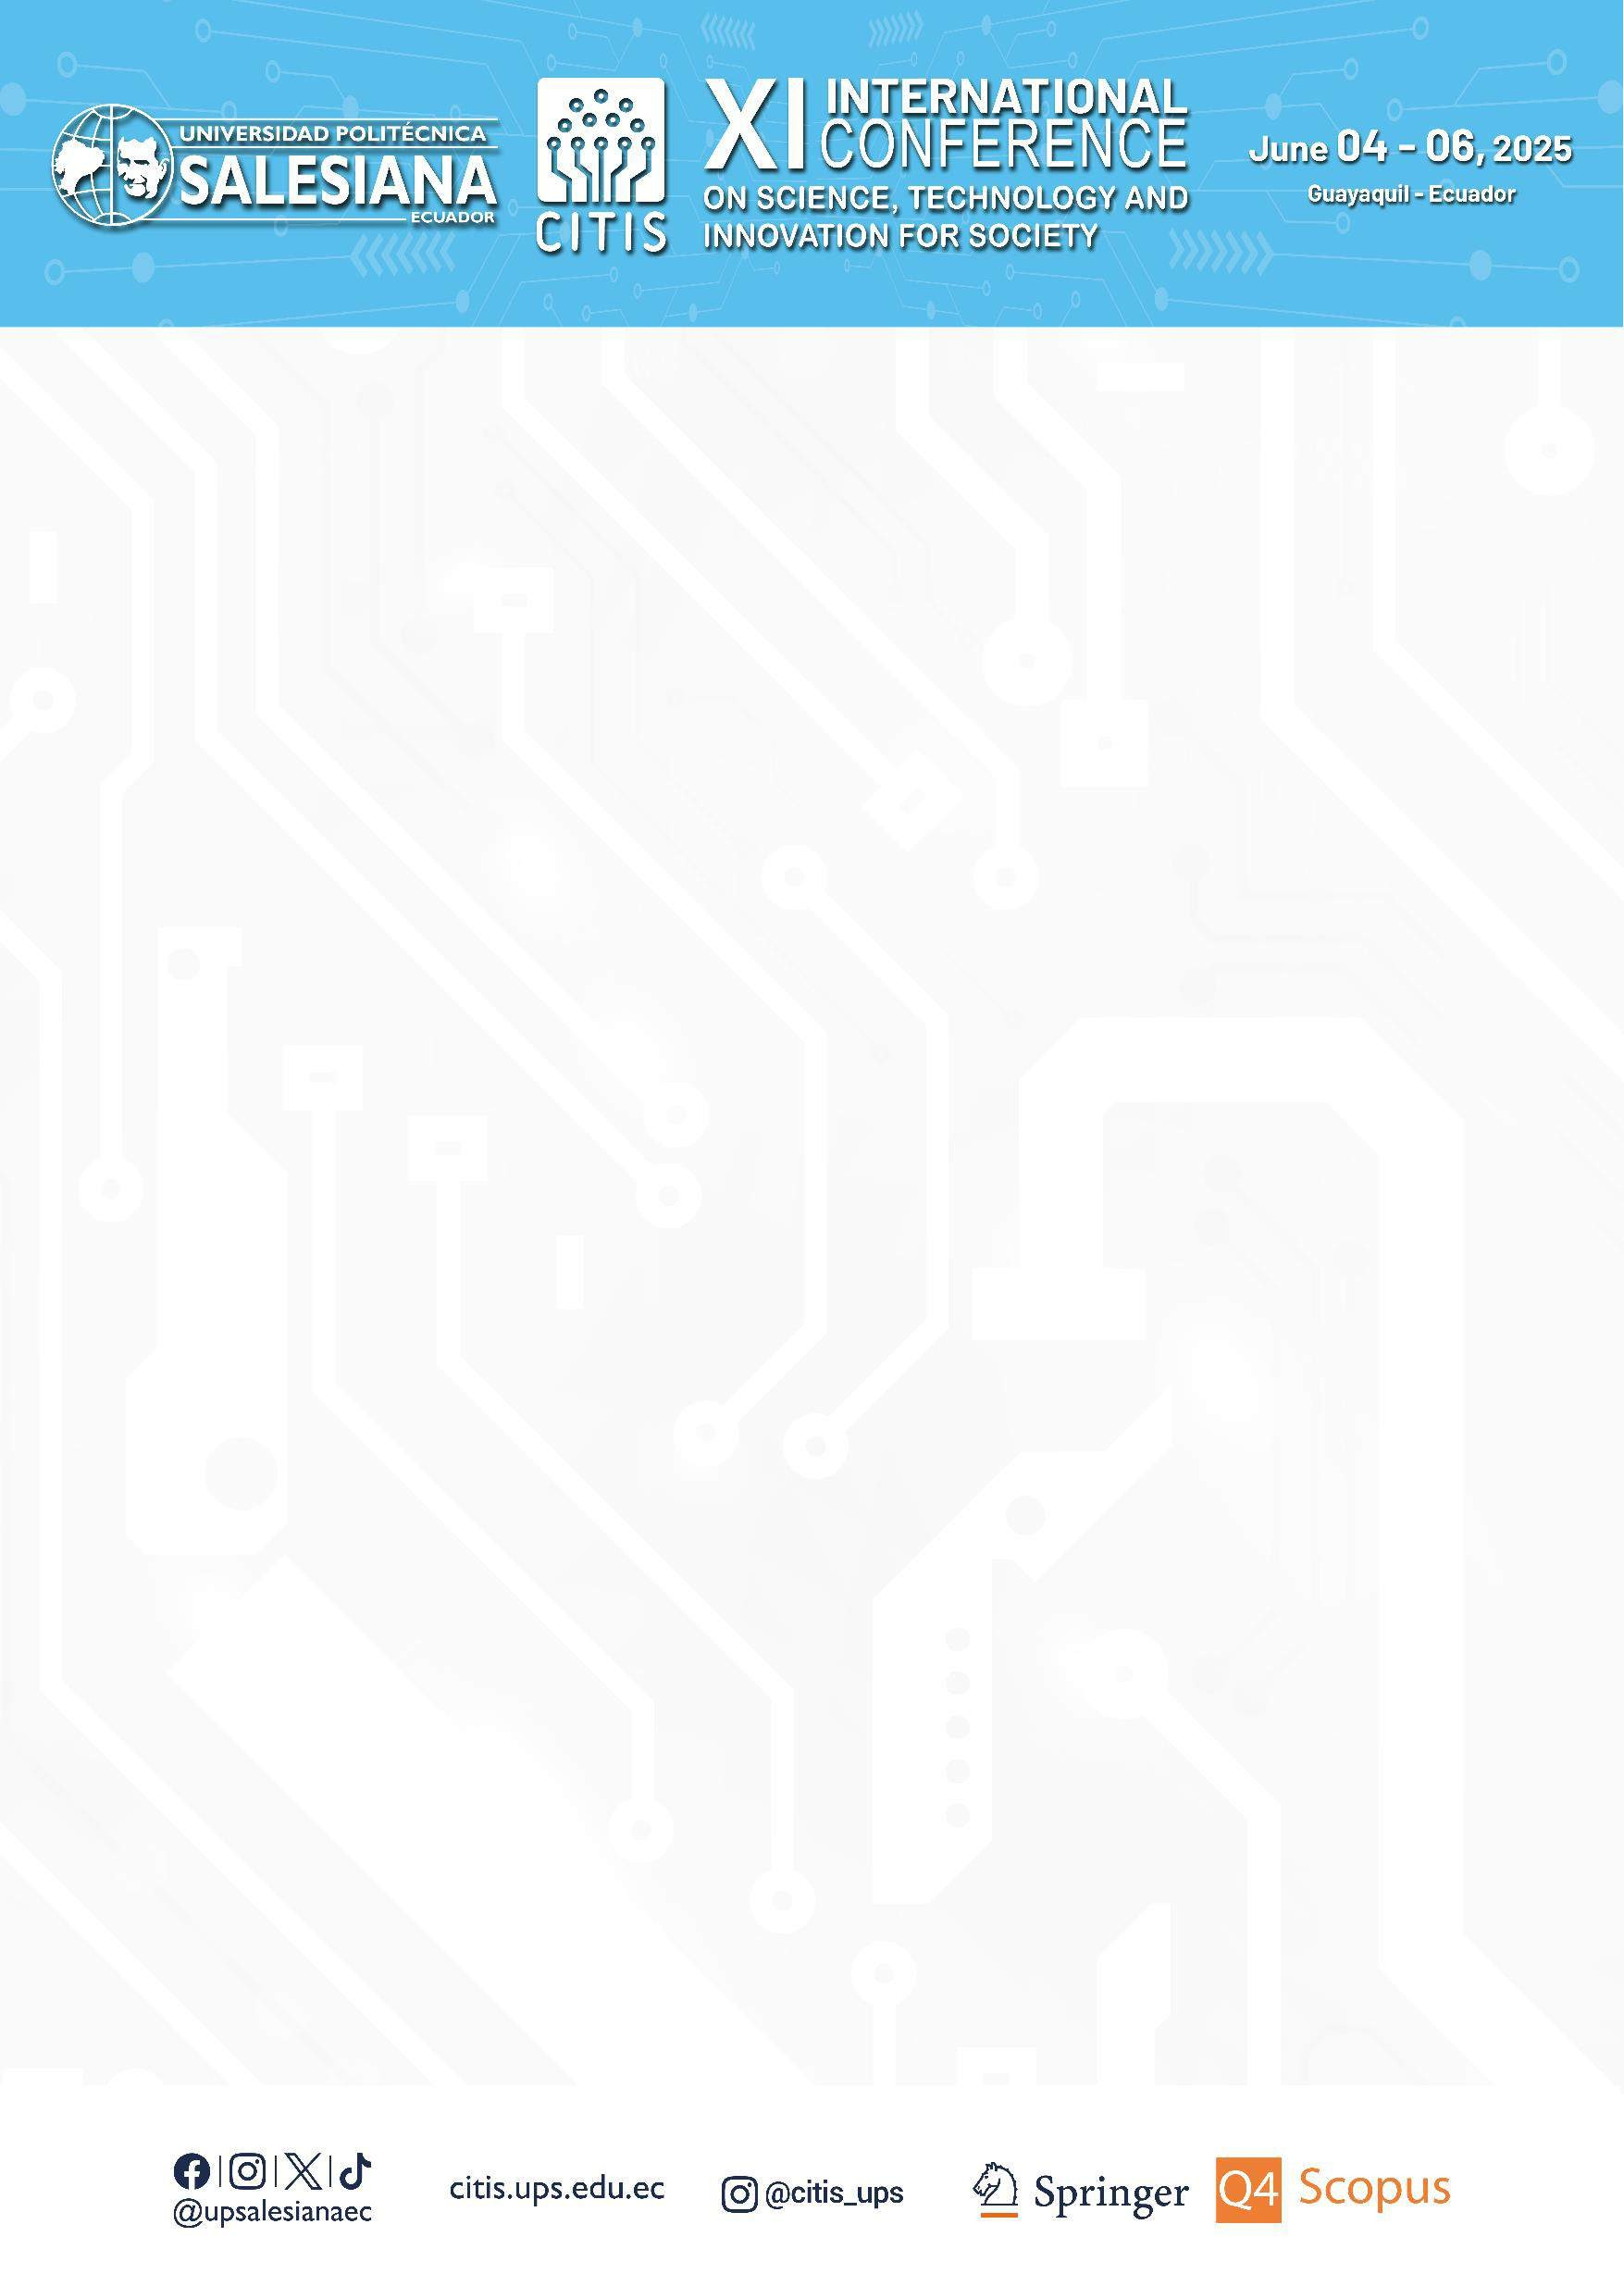 UNIVERSIDAD POLITÉCNICA
SALESIANA
ECUADOR
CITIS
XI INTERNATIONAL
CONFERENCE
ON SCIENCE, TECHNOLOGY AND
INNOVATION FOR SOCIETY
June 04 - 06, 2025
Guayaquil - Ecuador
@upsalesianaec
citis.ups.edu.ec
@citis_ups
Springer
Q4 Scopus